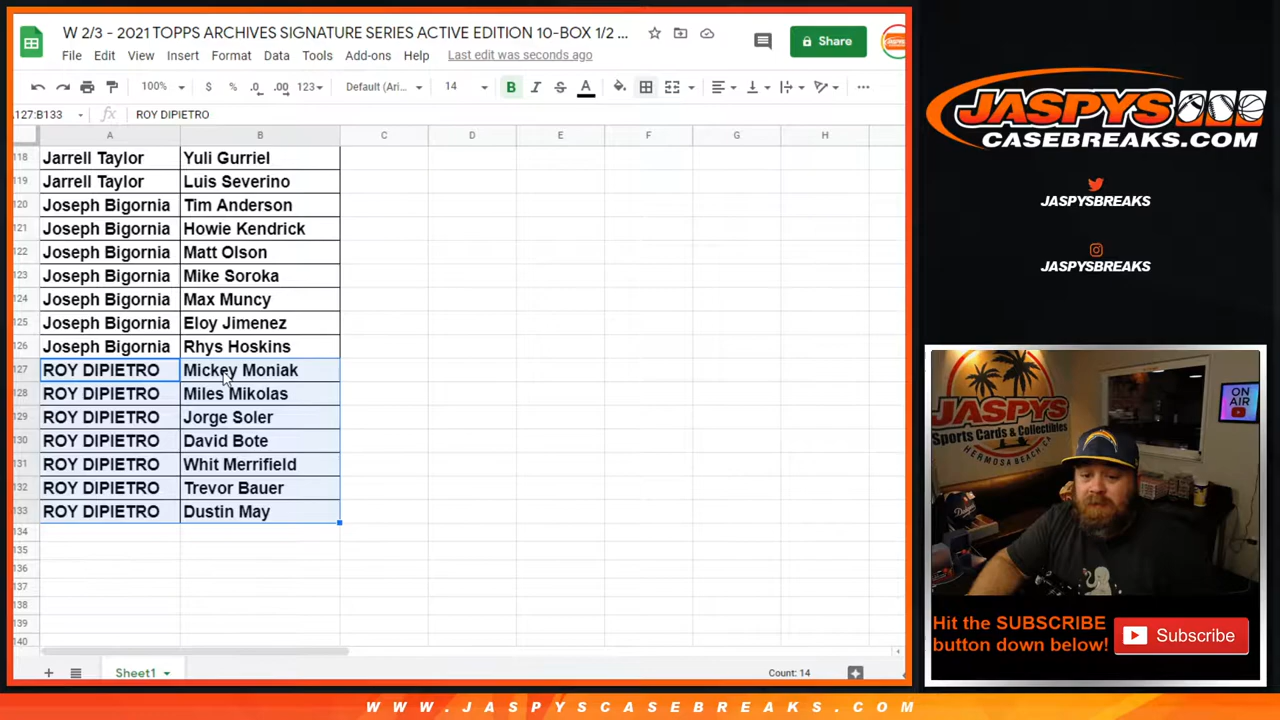 W 2/3 - 2021 TOPPS ARCHIVES SIGNATURE SERIES ACTIVE EDITION 10-BOX 1/2 ...
File Edit View Insert Format Data Tools Add-ons Help Last edit was seconds ago
Share
100% $ % .0 .00 123 Default (Ari... 14 B I S A
127:B133 fx ROY DIPIETRO
A B C D E F G H
118 Jarrell Taylor Yuli Gurriel
119 Jarrell Taylor Luis Severino
120 Joseph Bigornia Tim Anderson
121 Joseph Bigornia Howie Kendrick
122 Joseph Bigornia Matt Olson
123 Joseph Bigornia Mike Soroka
124 Joseph Bigornia Max Muncy
125 Joseph Bigornia Eloy Jimenez
126 Joseph Bigornia Rhys Hoskins
127 ROY DIPIETRO Mickey Moniak
128 ROY DIPIETRO Miles Mikolas
129 ROY DIPIETRO Jorge Soler
130 ROY DIPIETRO David Bote
131 ROY DIPIETRO Whit Merrifield
132 ROY DIPIETRO Trevor Bauer
133 ROY DIPIETRO Dustin May
134
135
136
137
138
139
140
Sheet1 Count: 14
JASPYS
CASEBREAKS.COM
JASPYSBREAKS
JASPYSBREAKS
JASPYS
Sports Cards & Collectibles
HERMOSA BEACH CA
ON
AIR
Dodgers
Hit the SUBSCRIBE
button down below!
Subscribe
WWW.JASPYSCASEBREAKS.COM